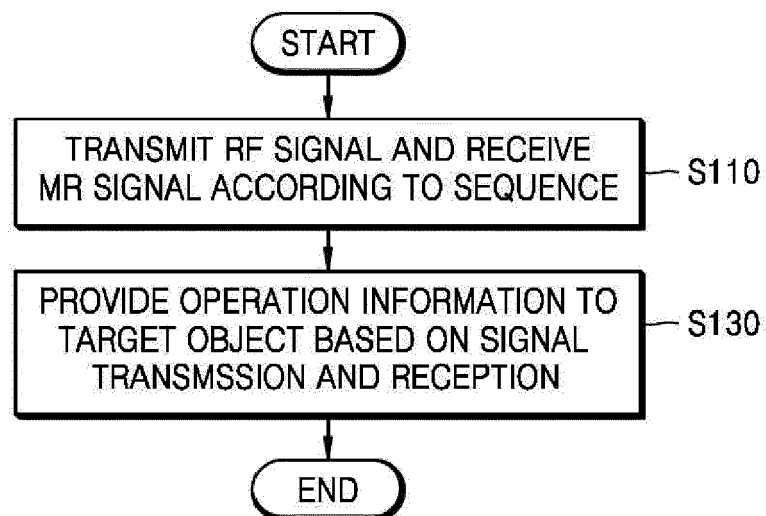 START
TRANSMIT RF SIGNAL AND RECEIVE
MR SIGNAL ACCORDING TO SEQUENCE
S110
PROVIDE OPERATION INFORMATION TO
TARGET OBJECT BASED ON SIGNAL
TRANSMSSION AND RECEPTION
S130
END